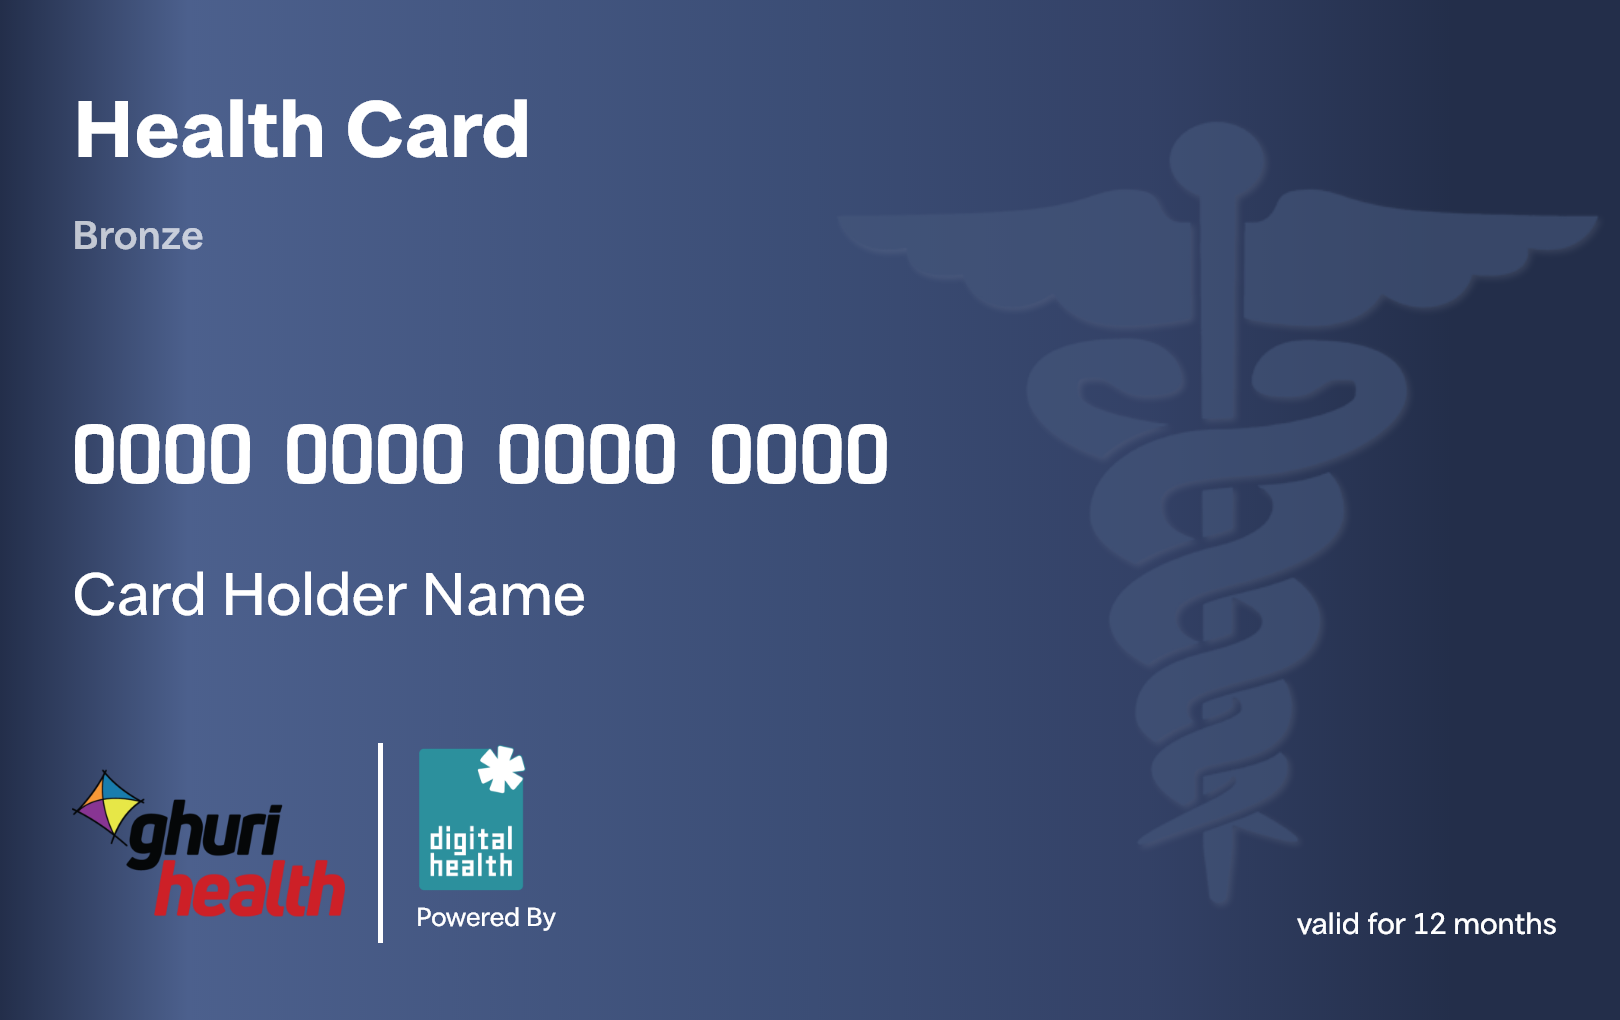 Health Card
Bronze
0000 0000 0000 0000
Card Holder Name
ghuri
health
digital
health
Powered By
valid for 12 months